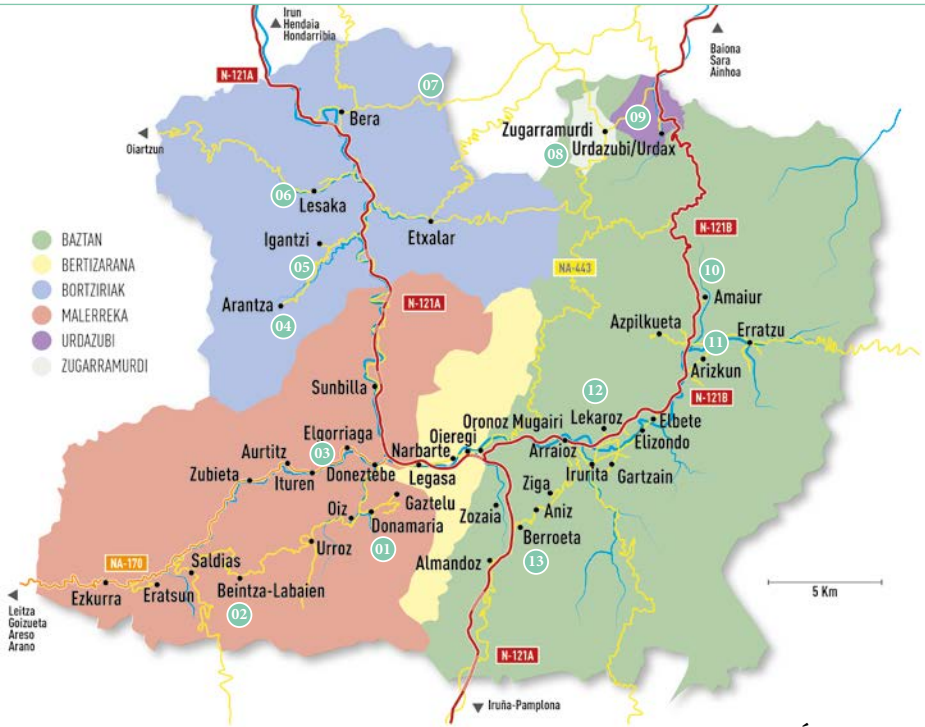 Irun
Hendaia
Hondarribia
Baiona
Sara
Ainhoa
N-121A
07
Bera
09
Zugarramurdi
Urdazubi/Urdax
08
Oiartzun
06
Lesaka
Etxalar
Igantzi
05
N-121B
BAZTAN
BERTIZARANA
BORTZIRIAK
MALERREKA
URDAZUBI
ZUGARRAMURDI
NA-443
10
Amaiur
Arantza
04
N-121A
Azpilkueta
Erratzu
11
Arizkun
Sunbilla
12
N-121B
Lekaroz
Elbete
Oronoz Mugairi
Elizondo
Elgorriaga
Narbarte
Oieregi
Arraioz
Aurtitz
03
Doneztebe
Legasa
Irurita
Gartzain
Zubieta
Ituren
Gaztelu
Ziga
Zozaia
Aniz
Oiz
Donamaria
01
Berroeta
Urroz
13
Almandoz
NA-170
Saldias
Ezkurra
Eratsun
Beintza-Labaien
02
5 Km
Leitza
Goizueta
Areso
Arano
N-121A
Iruña-Pamplona